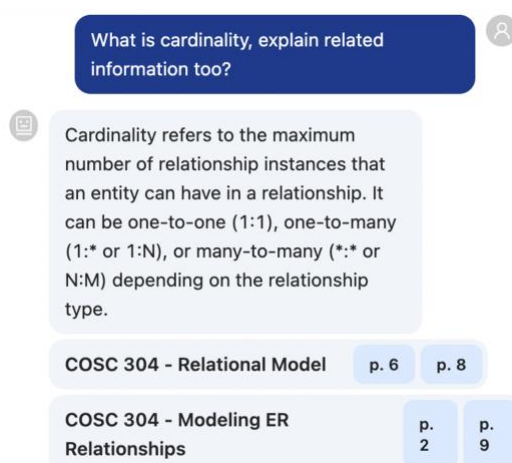 What is cardinality, explain related
information too?
Cardinality refers to the maximum
number of relationship instances that
an entity can have in a relationship. It
can be one-to-one (1:1), one-to-many
(1:* or 1:N), or many-to-many (*:* or
N:M) depending on the relationship
type.
COSC 304 - Relational Model p. 6 p. 8
COSC 304 - Modeling ER p. p.
Relationships 2 9